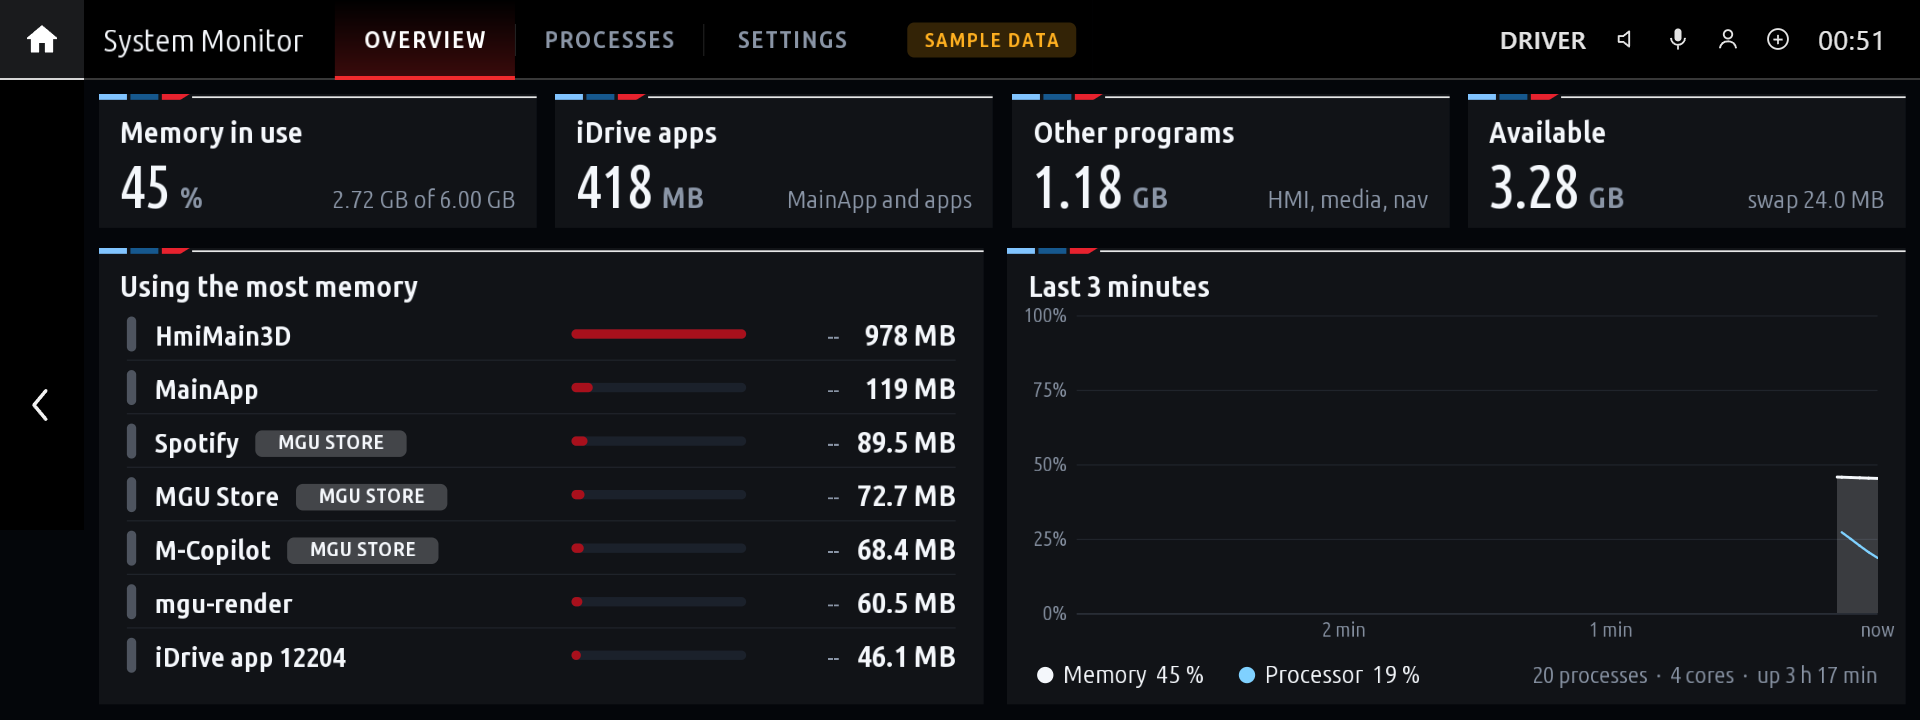 System Monitor
OVERVIEW
PROCESSES
SETTINGS
SAMPLE DATA
DRIVER
00:51
Memory in use
45 %
2.72 GB of 6.00 GB
iDrive apps
418 MB
MainApp and apps
Other programs
1.18 GB
HMI, media, nav
Available
3.28 GB
swap 24.0 MB
Using the most memory
HmiMain3D -- 978 MB
MainApp -- 119 MB
Spotify MGU STORE -- 89.5 MB
MGU Store MGU STORE -- 72.7 MB
M-Copilot MGU STORE -- 68.4 MB
mgu-render -- 60.5 MB
iDrive app 12204 -- 46.1 MB
Last 3 minutes
100%
75%
50%
25%
0%
2 min
1 min
now
Memory 45 %
Processor 19 %
20 processes · 4 cores · up 3 h 17 min